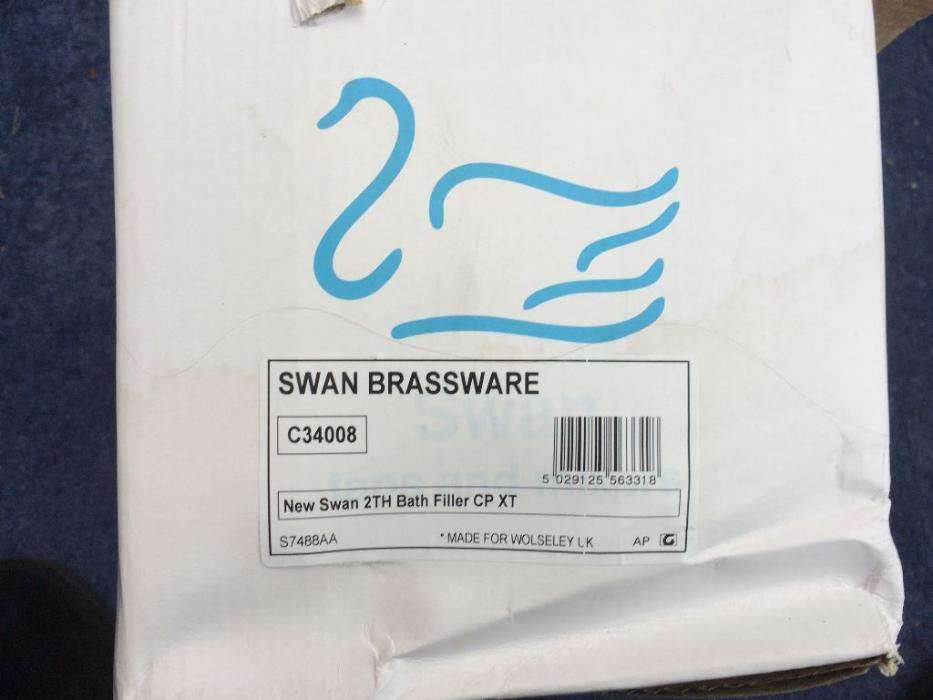 SWAN BRASSWARE
C34008
5 029125 563318
New Swan 2TH Bath Filler CP XT
S7488AA
* MADE FOR WOLSELEY UK
AP
Swan